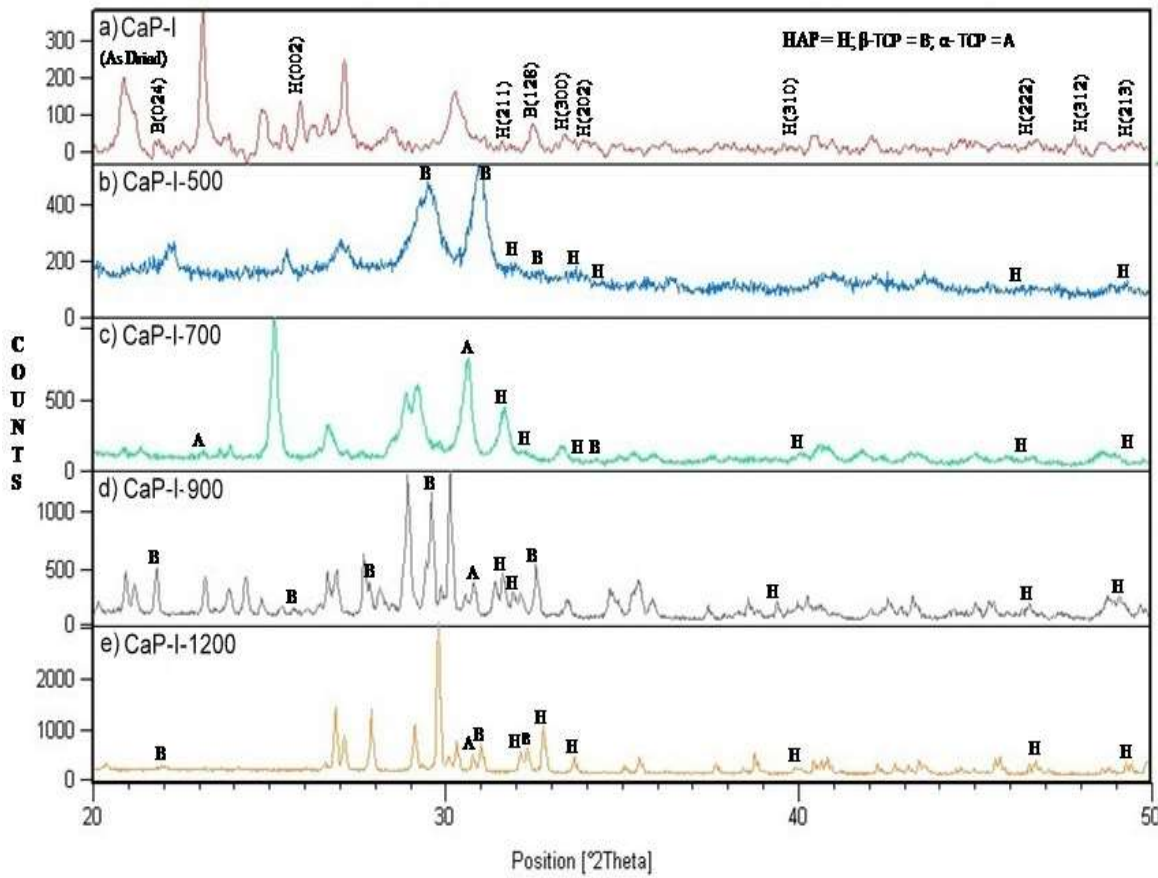 a) CaP-I
(As Driad)
HAP = H; β-TCP = B; α- TCP = A
B(024)
H(002)
H(211)
B(128)
H(300)
H(202)
H(310)
H(222)
H(312)
H(213)
300
200
100
0
b) CaP-I-500
B B
H B H H H H
400
200
0
c) CaP-I-700
A A H H H B H H H
500
0
d) CaP-I-900
B B B B A H H B H H H
1000
500
0
e) CaP-I-1200
B A B H B H H H H H
2000
1000
0
20 30 40 50
COUNTS
Position [°2Theta]